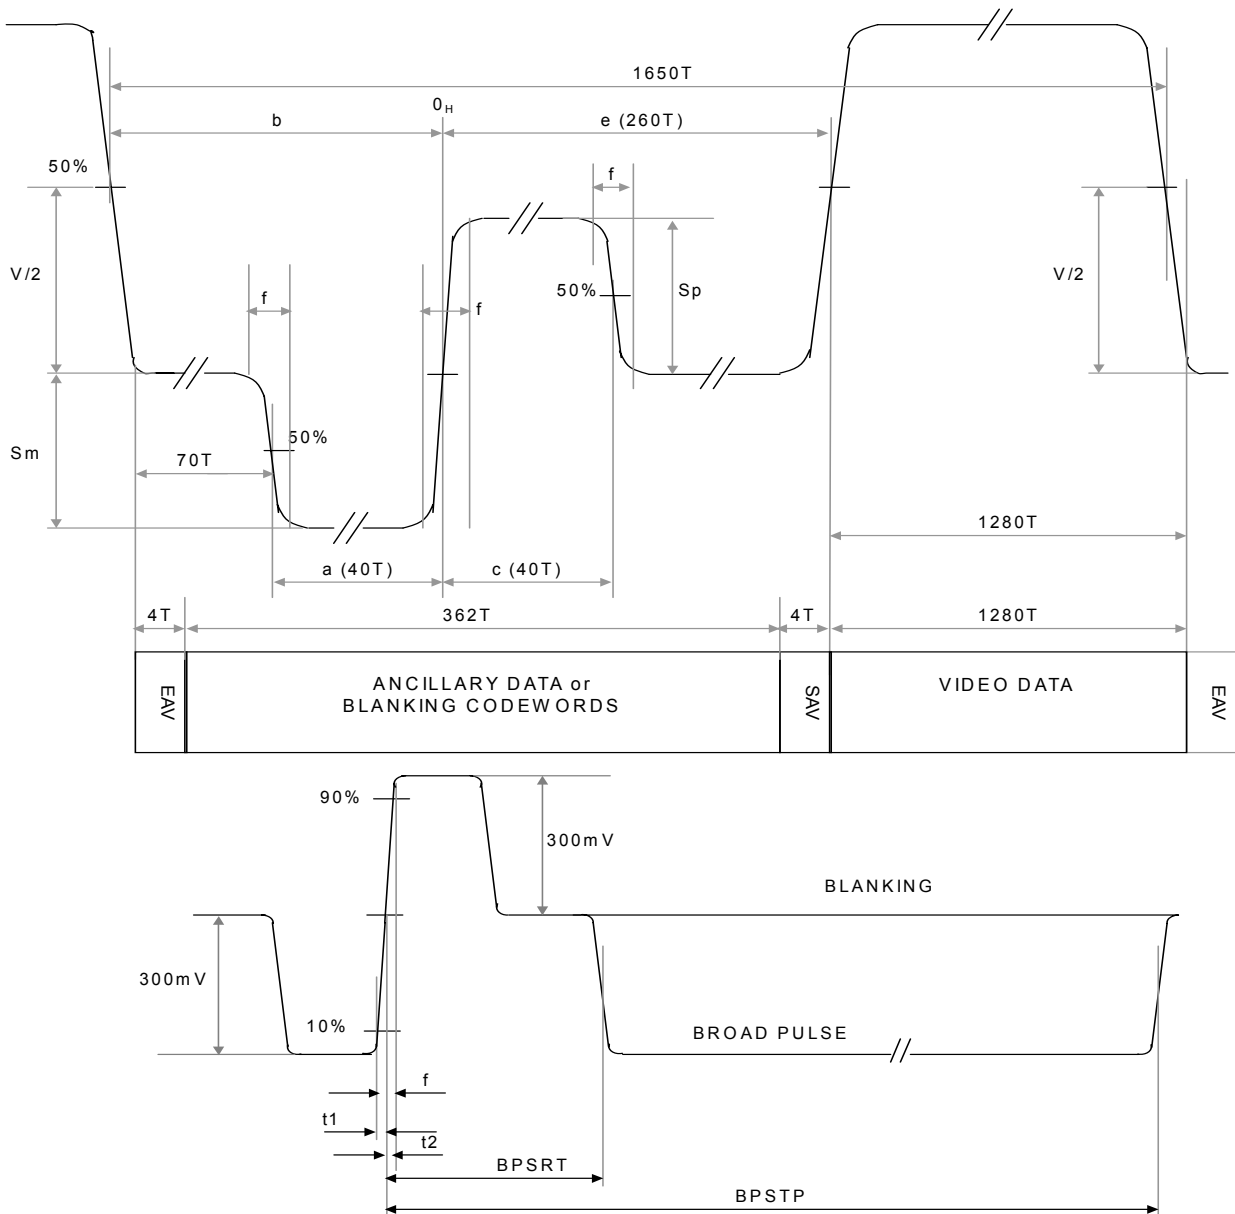 1650T
0H
b
e (260T)
50%
f
V/2
f
f
50%
Sp
V/2
50%
Sm
70T
1280T
a (40T)
c (40T)
4T
362T
4T
1280T
EAV
ANCILLARY DATA or
BLANKING CODEWORDS
SAV
VIDEO DATA
EAV
90%
300mV
BLANKING
300mV
10%
BROAD PULSE
f
t1
t2
BPSRT
BPSTP